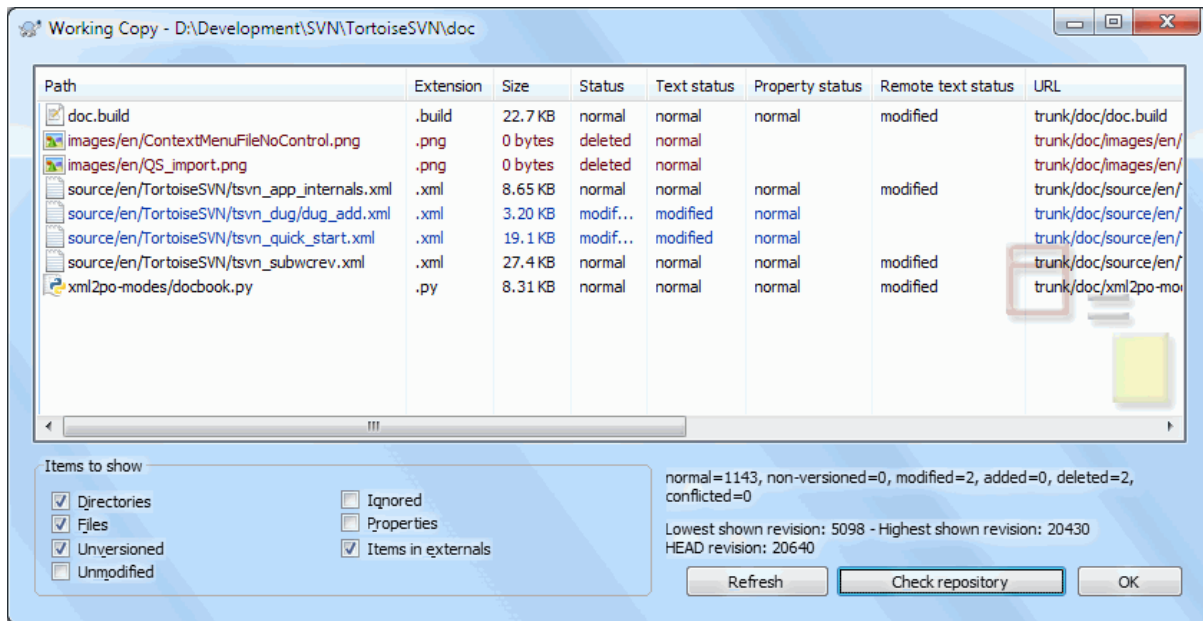 Working Copy - D:\Development\SVN\TortoiseSVN\doc
Path Extension Size Status Text status Property status Remote text status URL
doc.build .build 22.7 KB normal normal normal modified trunk/doc/doc.build
images/en/ContextMenuFileNoControl.png .png 0 bytes deleted normal trunk/doc/images/en/
images/en/QS_import.png .png 0 bytes deleted normal trunk/doc/images/en/
source/en/TortoiseSVN/tsvn_app_internals.xml .xml 8.65 KB normal normal normal modified trunk/doc/source/en/
source/en/TortoiseSVN/tsvn_dug/dug_add.xml .xml 3.20 KB modif... modified normal trunk/doc/source/en/
source/en/TortoiseSVN/tsvn_quick_start.xml .xml 19.1 KB modif... modified normal trunk/doc/source/en/
source/en/TortoiseSVN/tsvn_subwcrev.xml .xml 27.4 KB normal normal normal modified trunk/doc/source/en/
xml2po-modes/docbook.py .py 8.31 KB normal normal normal modified trunk/doc/xml2po-mo
Items to show
Directories Ignored
Files Properties
Unversioned Items in externals
Unmodified
normal=1143, non-versioned=0, modified=2, added=0, deleted=2,
conflicted=0
Lowest shown revision: 5098 - Highest shown revision: 20430
HEAD revision: 20640
Refresh Check repository OK